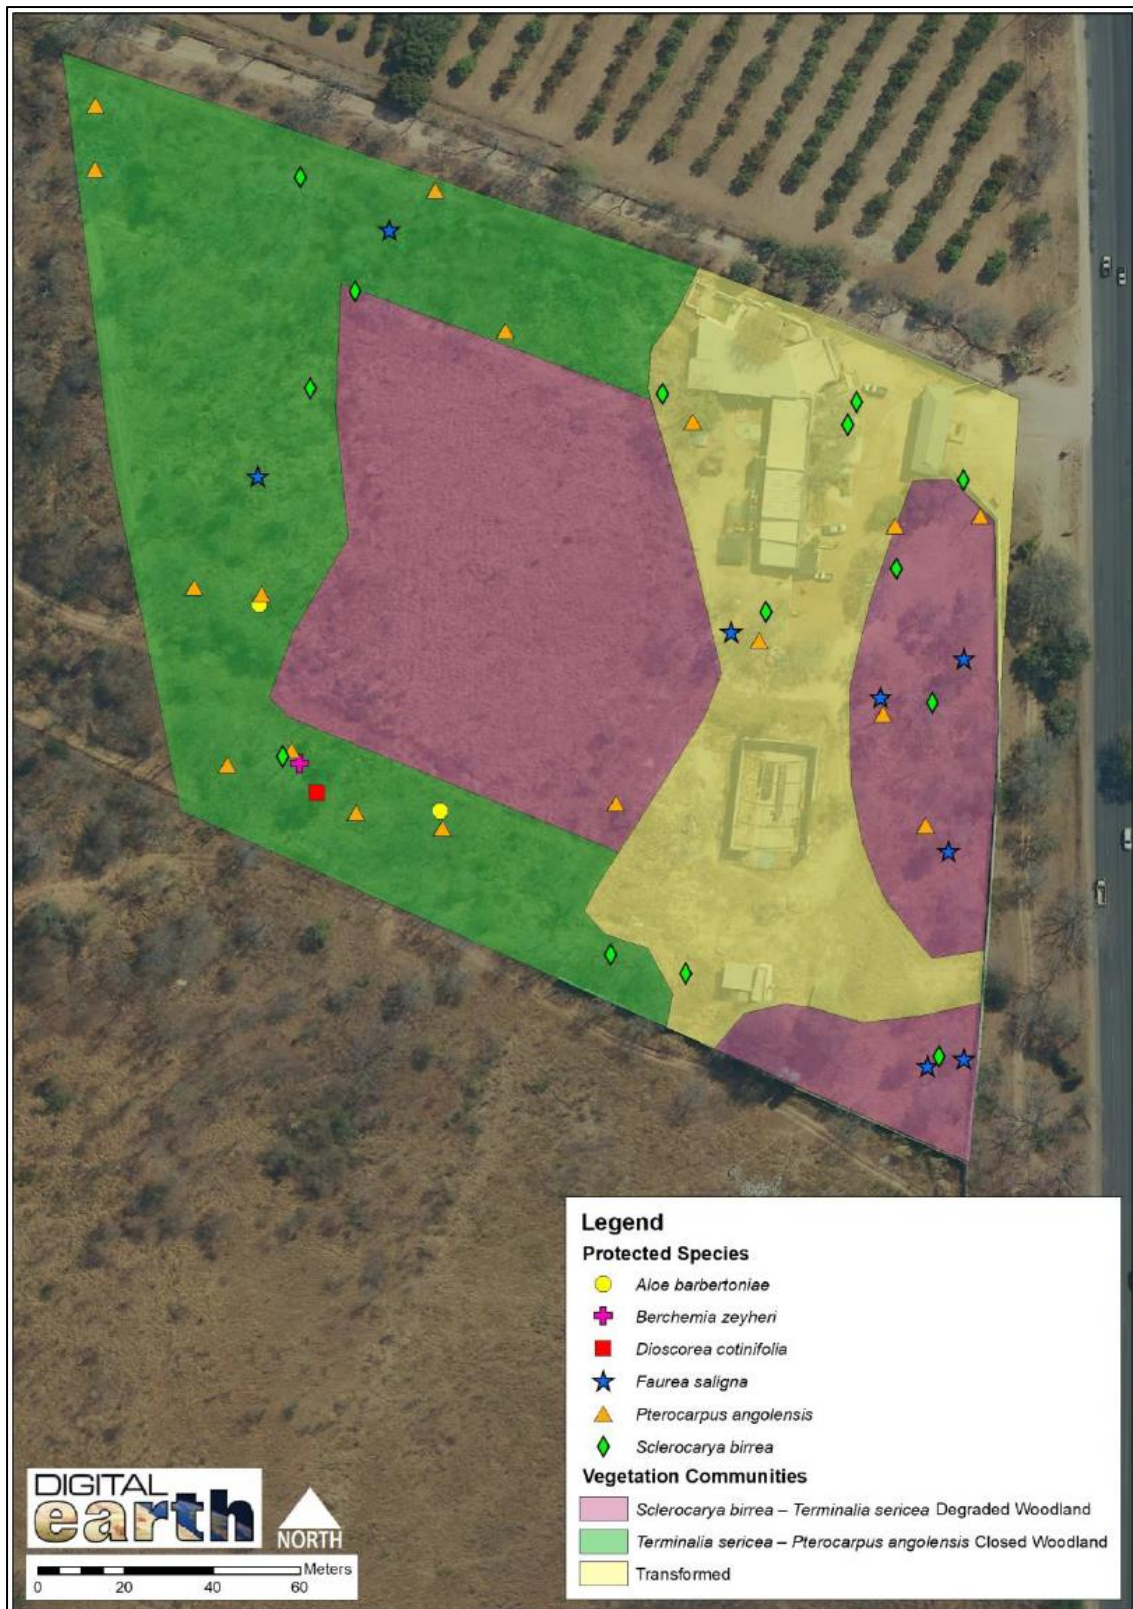 Legend
Protected Species
Aloe barbertoniae
Berchemia zeyheri
Dioscorea cotinifolia
Faurea saligna
Pterocarpus angolensis
Sclerocarya birrea
Vegetation Communities
Sclerocarya birrea – Terminalia sericea Degraded Woodland
Terminalia sericea – Pterocarpus angolensis Closed Woodland
Transformed
DIGITAL
earth
NORTH
Meters
0 20 40 60